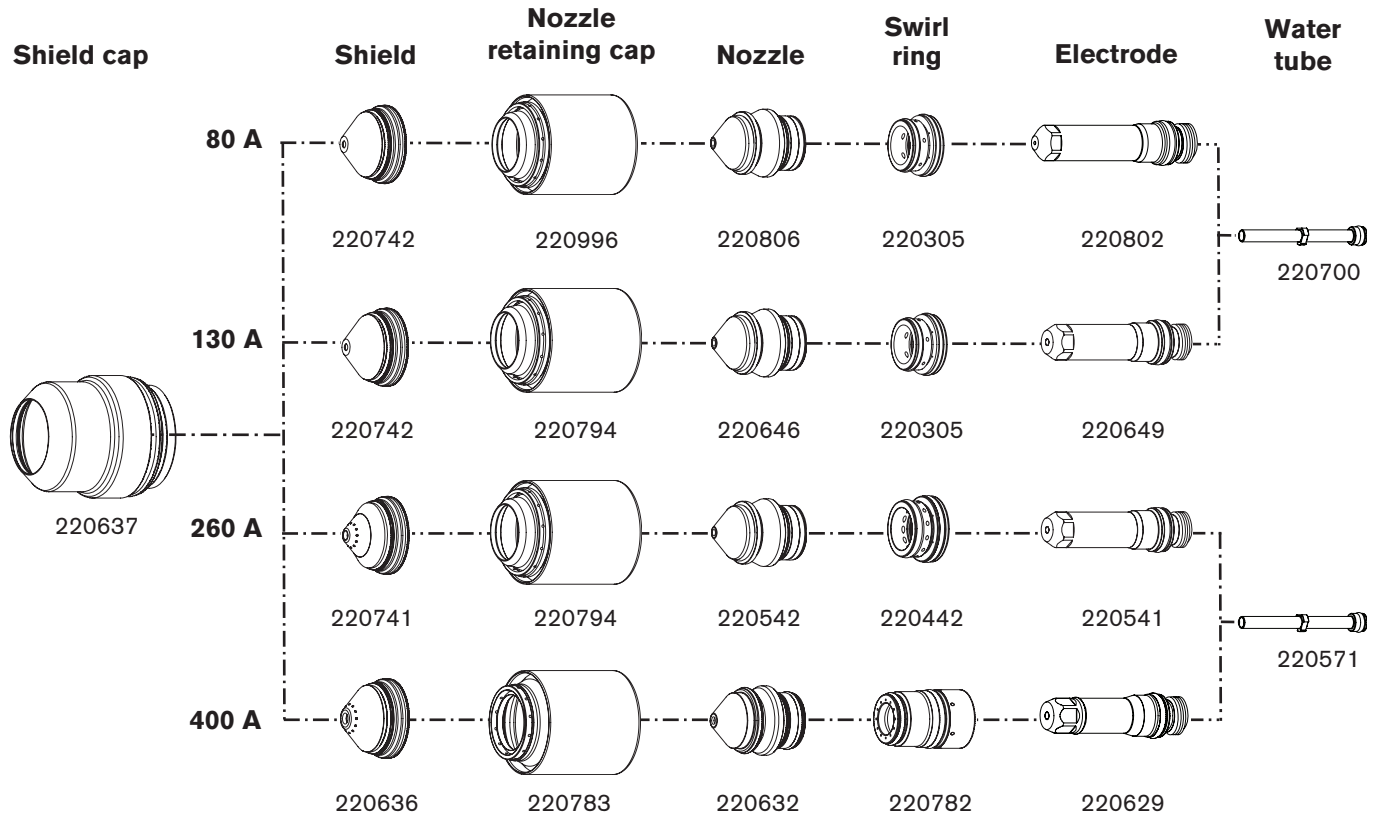 Shield cap
Shield
Nozzle
retaining cap
Nozzle
Swirl
ring
Electrode
Water
tube
80 A
220742
220996
220806
220305
220802
220700
130 A
220742
220794
220646
220305
220649
220637
260 A
220741
220794
220542
220442
220541
220571
400 A
220636
220783
220632
220782
220629